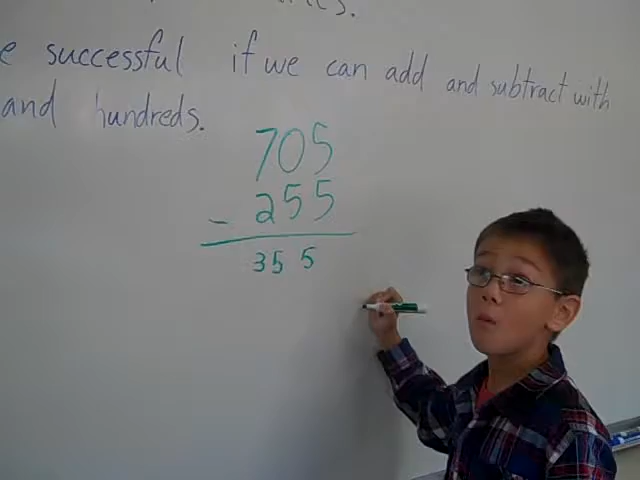 e successful if we can add and subtract with
and hundreds.
705
- 255
355